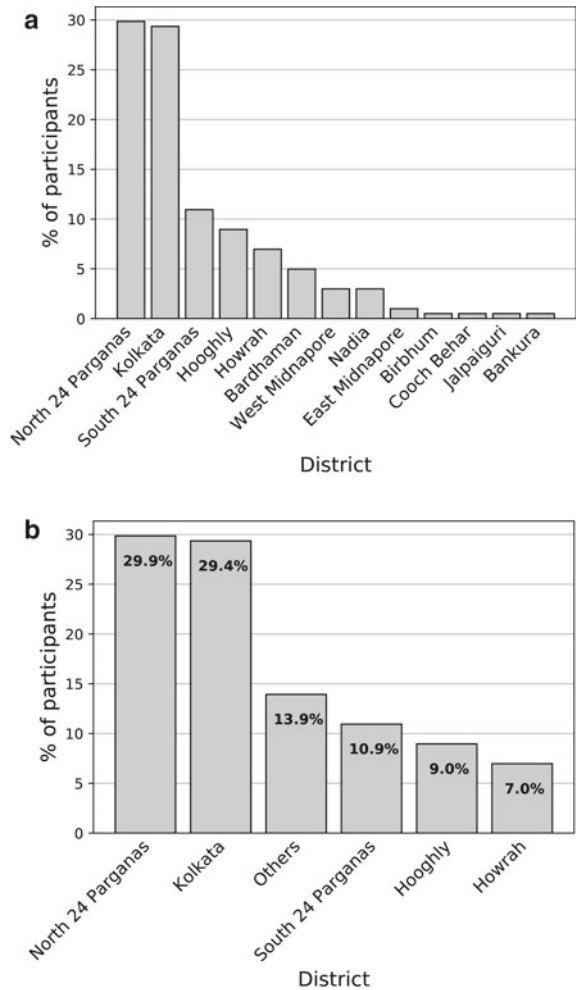 a
% of participants
30
25
20
15
10
5
0
North 24 Parganas
Kolkata
South 24 Parganas
Hooghly
Howrah
Bardhaman
West Midnapore
Nadia
East Midnapore
Birbhum
Cooch Behar
Jalpaiguri
Bankura
District
b
% of participants
30
25
20
15
10
5
0
29.9%
29.4%
13.9%
10.9%
9.0%
7.0%
North 24 Parganas
Kolkata
Others
South 24 Parganas
Hooghly
Howrah
District